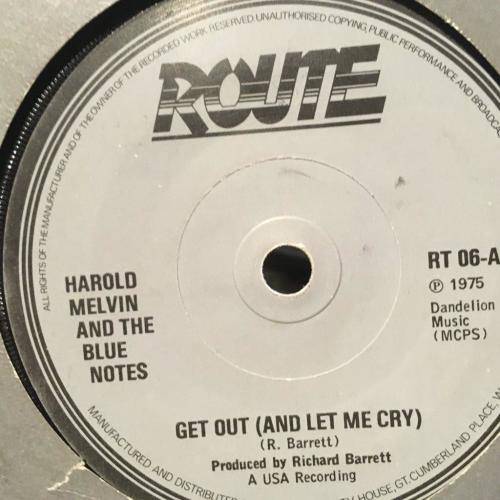 ALL RIGHTS OF THE MANUFACTURER AND OF THE OWNER OF THE RECORDED WORK RESERVED. UNAUTHORISED COPYING, PUBLIC PERFORMANCE AND BROADCA
ROUTE
RT 06-A
℗ 1975
Dandelion
Music
(MCPS)
HAROLD
MELVIN
AND THE
BLUE
NOTES
GET OUT (AND LET ME CRY)
(R. Barrett)
Produced by Richard Barrett
A USA Recording
MANUFACTURED AND DISTRIBUTE
Y HOUSE, GT. CUMBERLAND PLACE, W